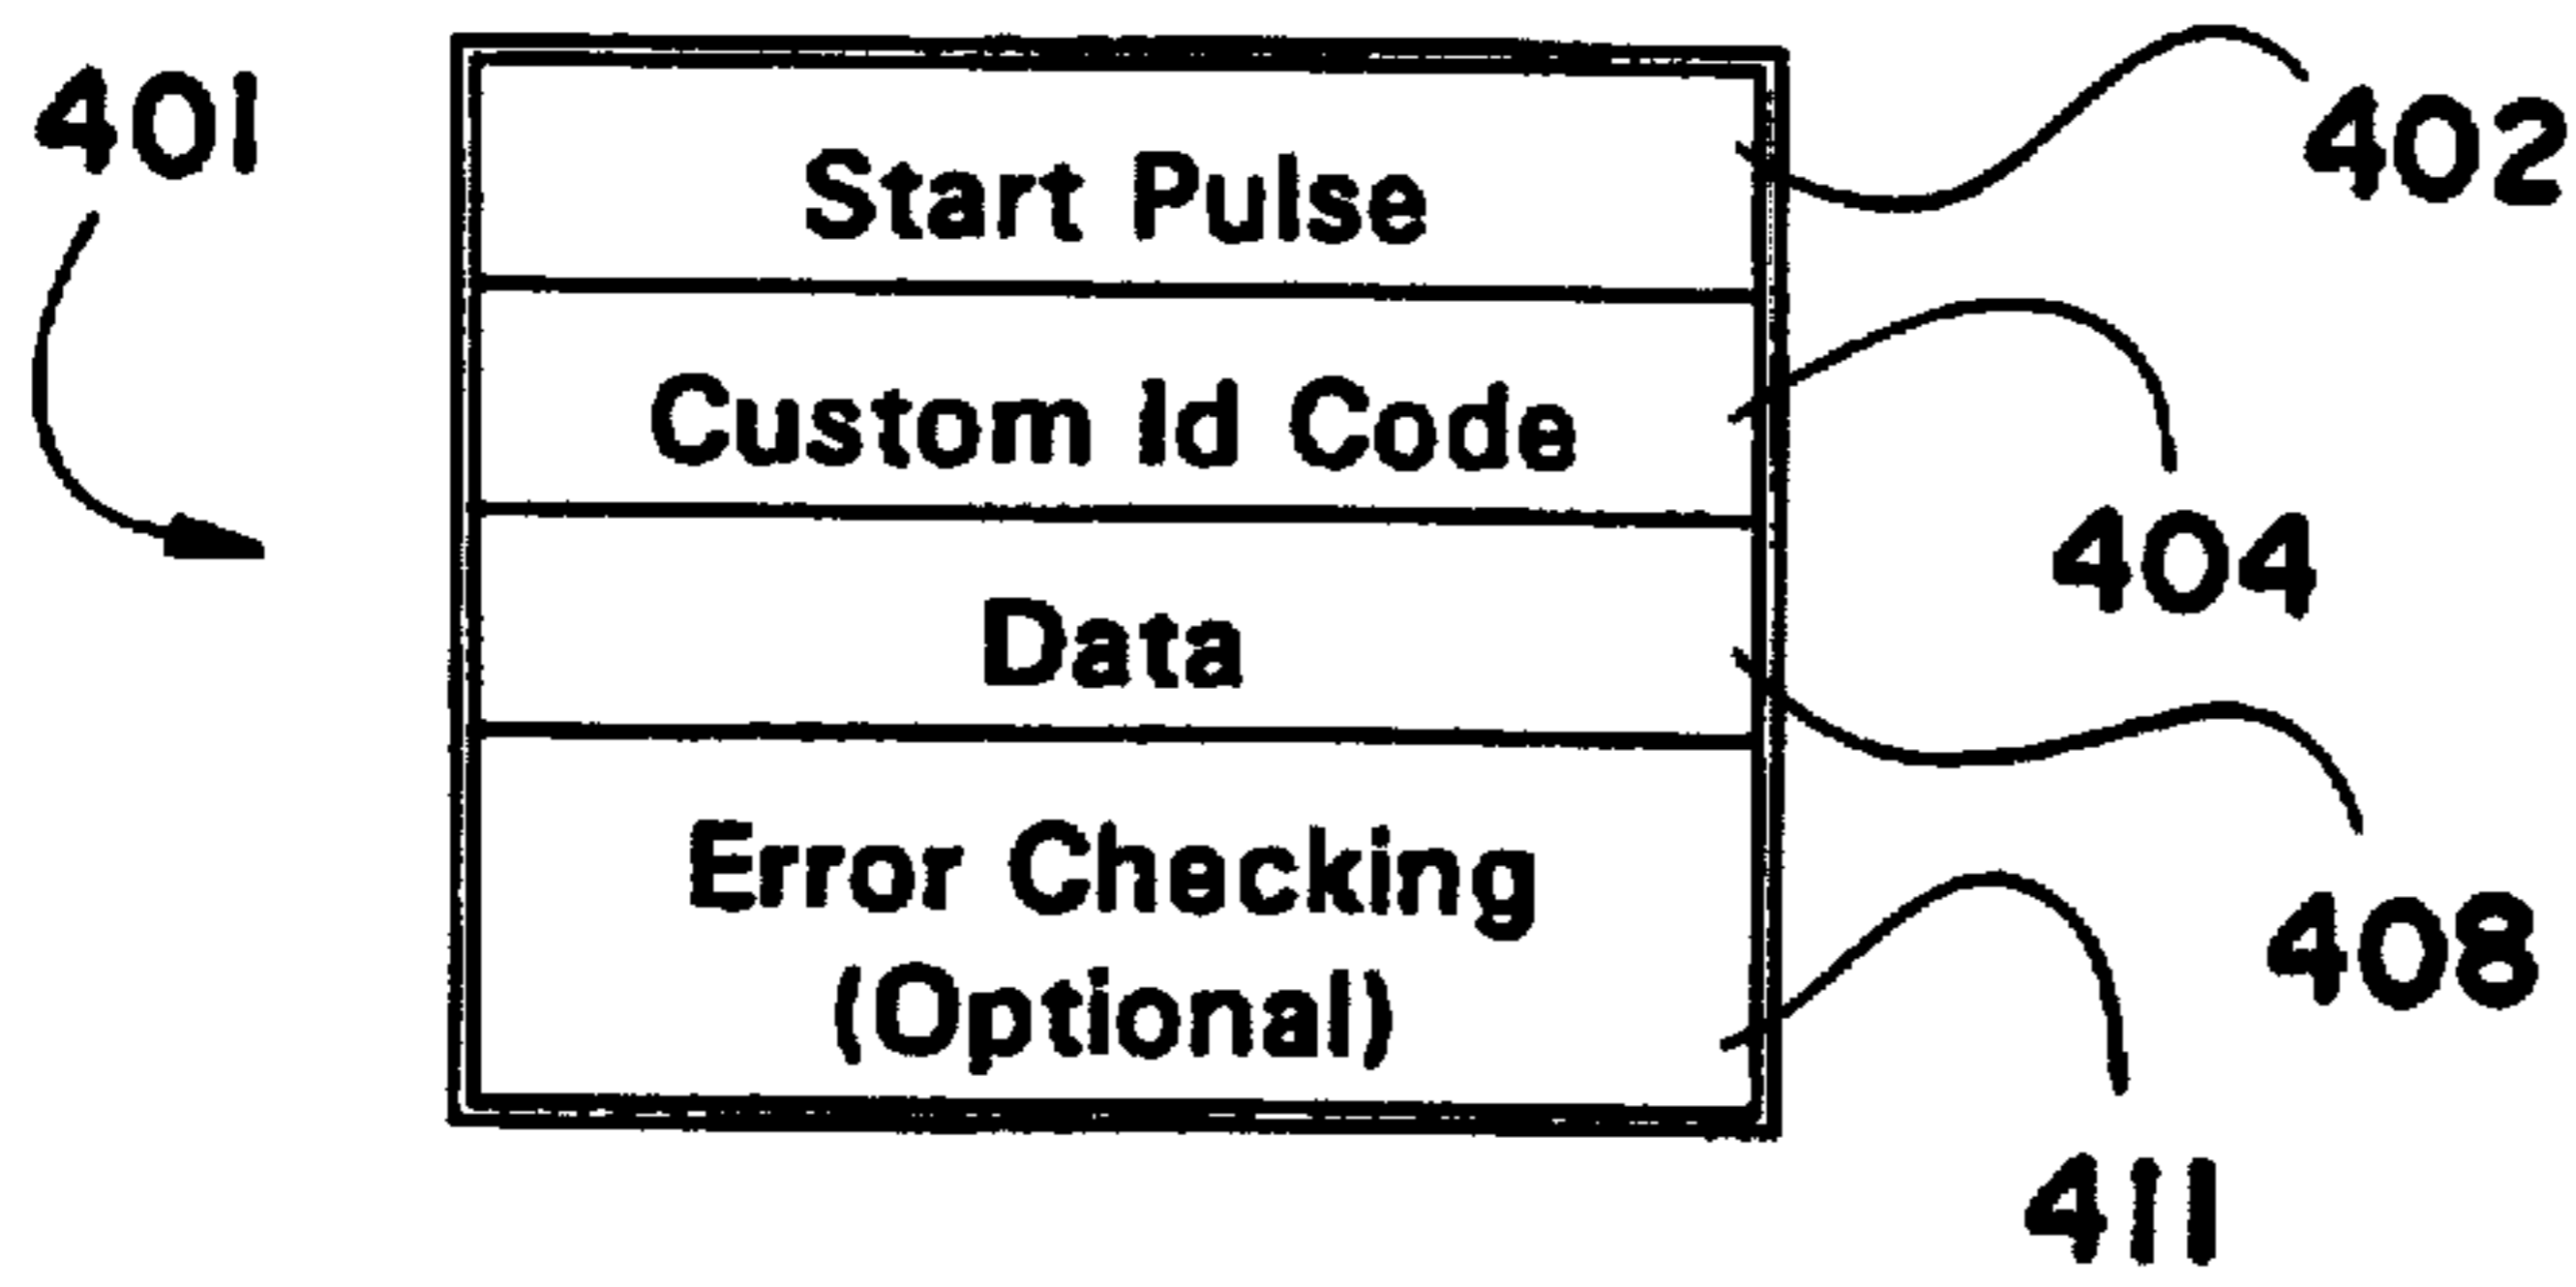 401
Start Pulse
402
Custom Id Code
404
Data
408
Error Checking
(Optional)
411